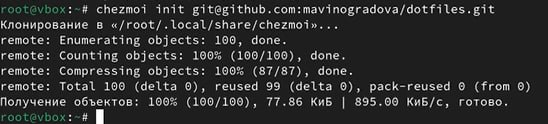 root@vbox:~# chezmoi init git@github.com:mavinogradova/dotfiles.git
Клонирование в «/root/.local/share/chezmoi»...
remote: Enumerating objects: 100, done.
remote: Counting objects: 100% (100/100), done.
remote: Compressing objects: 100% (87/87), done.
remote: Total 100 (delta 0), reused 99 (delta 0), pack-reused 0 (from 0)
Получение объектов: 100% (100/100), 77.86 КиБ | 895.00 КиБ/с, готово.
root@vbox:~#